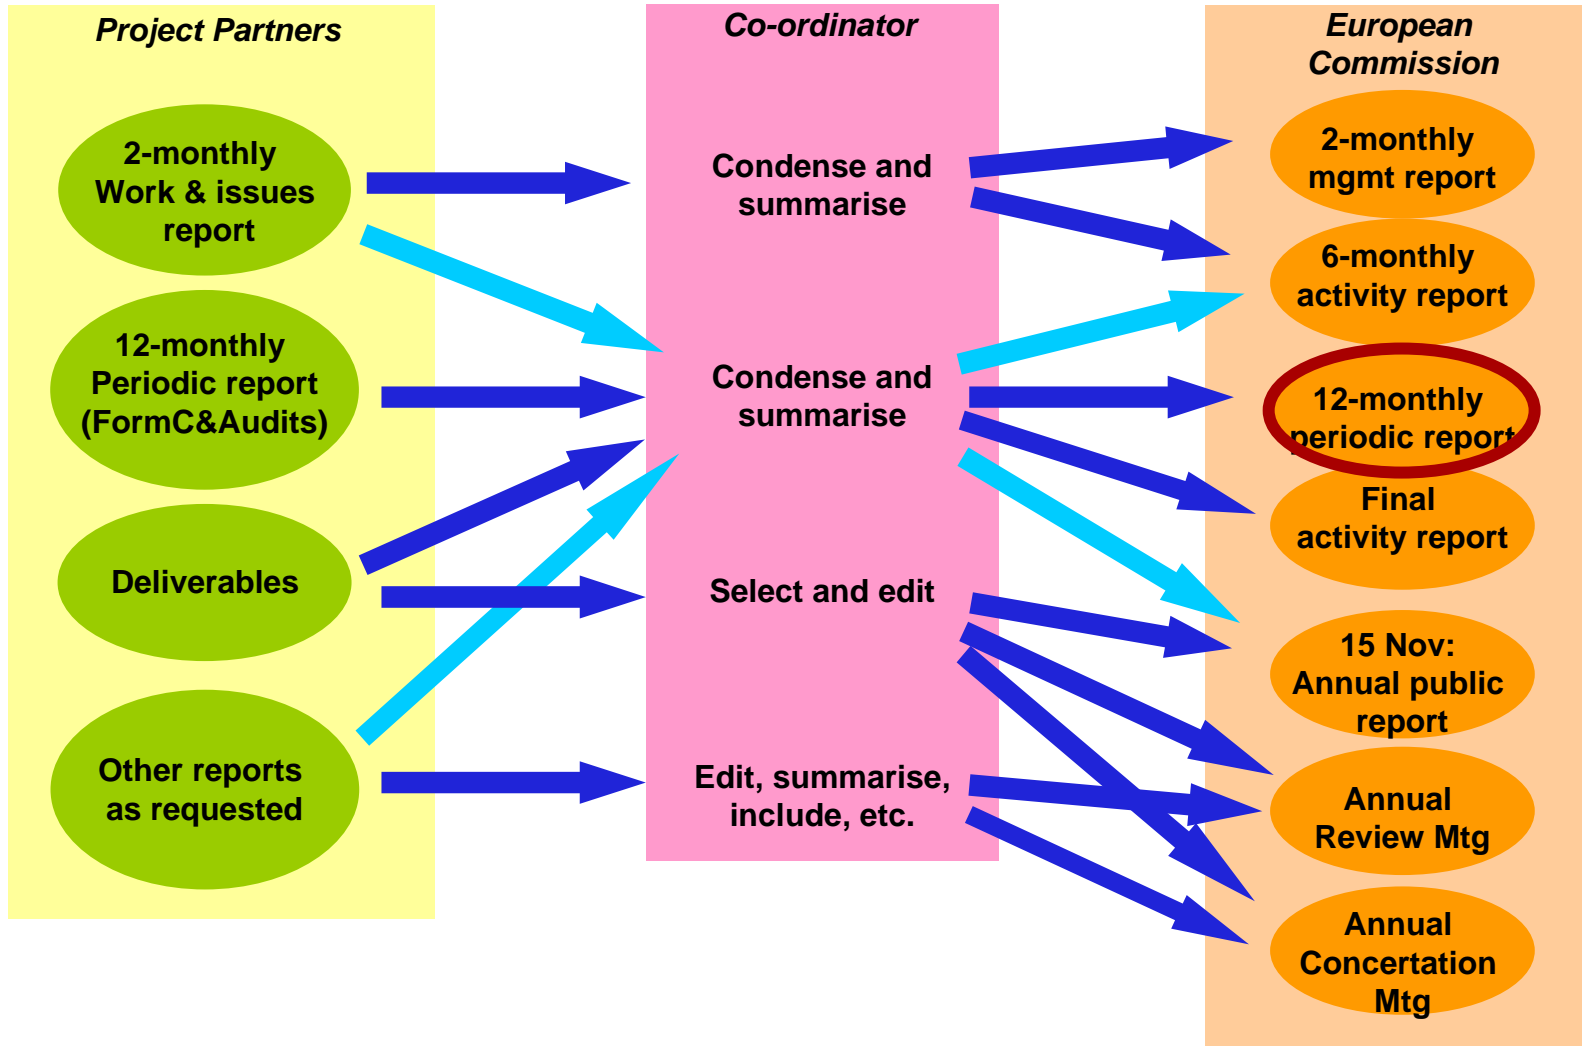 Project Partners
2-monthly
Work & issues
report
12-monthly
Periodic report
(FormC&Audits)
Deliverables
Other reports
as requested
Co-ordinator
Condense and
summarise
Condense and
summarise
Select and edit
Edit, summarise,
include, etc.
European
Commission
2-monthly
mgmt report
6-monthly
activity report
12-monthly
periodic report
Final
activity report
15 Nov:
Annual public
report
Annual
Review Mtg
Annual
Concertation
Mtg